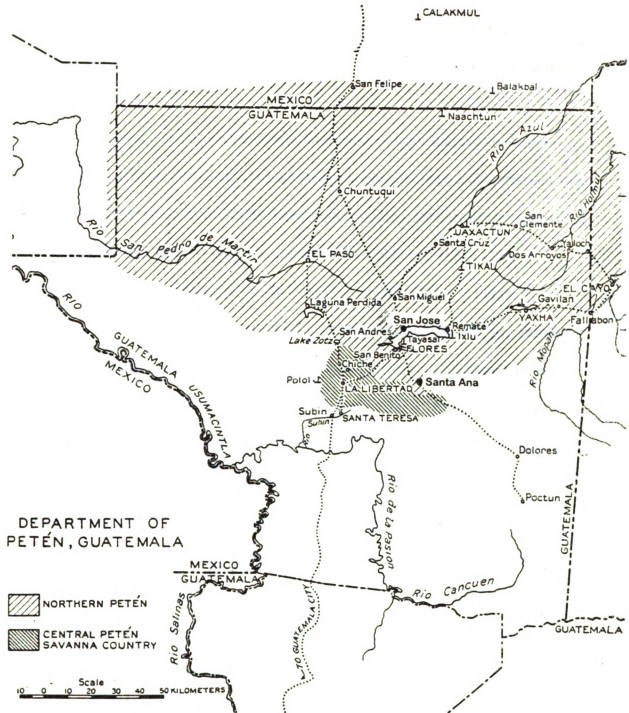 CALAKMUL
San Felipe
Balakbal
MEXICO
GUATEMALA
Naachtun
Rio Azul
Chuntuqui
Rio Holmul
San Clemente
UAXACTUN
Santa Cruz
Cialoch
Dos Arroyos
Rio San Pedro de Martir
EL PASO
TIKAL
EL CAYO
Laguna Perdida
San Miguel
Gavilan
YAXHA
Fallabon
San Jose
San Andres
Remate
Ixlu
Lake Zotz
Tayasal
FLORES
San Benito
Chiche
Rio Mopan
Polol
LA LIBERTAD
Santa Ana
Rio
GUATEMALA
MEXICO
USUMACINTLA
Subin
Rio Subin
SANTA TERESA
Dolores
Poctun
Rio de la Pasion
GUATEMALA
DEPARTMENT OF
PETÉN, GUATEMALA
MEXICO
GUATEMALA
Rio Cancuen
NORTHERN PETÉN
CENTRAL PETÉN
SAVANNA COUNTRY
Rio Salinas
TO GUATEMALA CITY
GUATEMALA
Scale
10 0 10 20 30 40 50 KILOMETERS